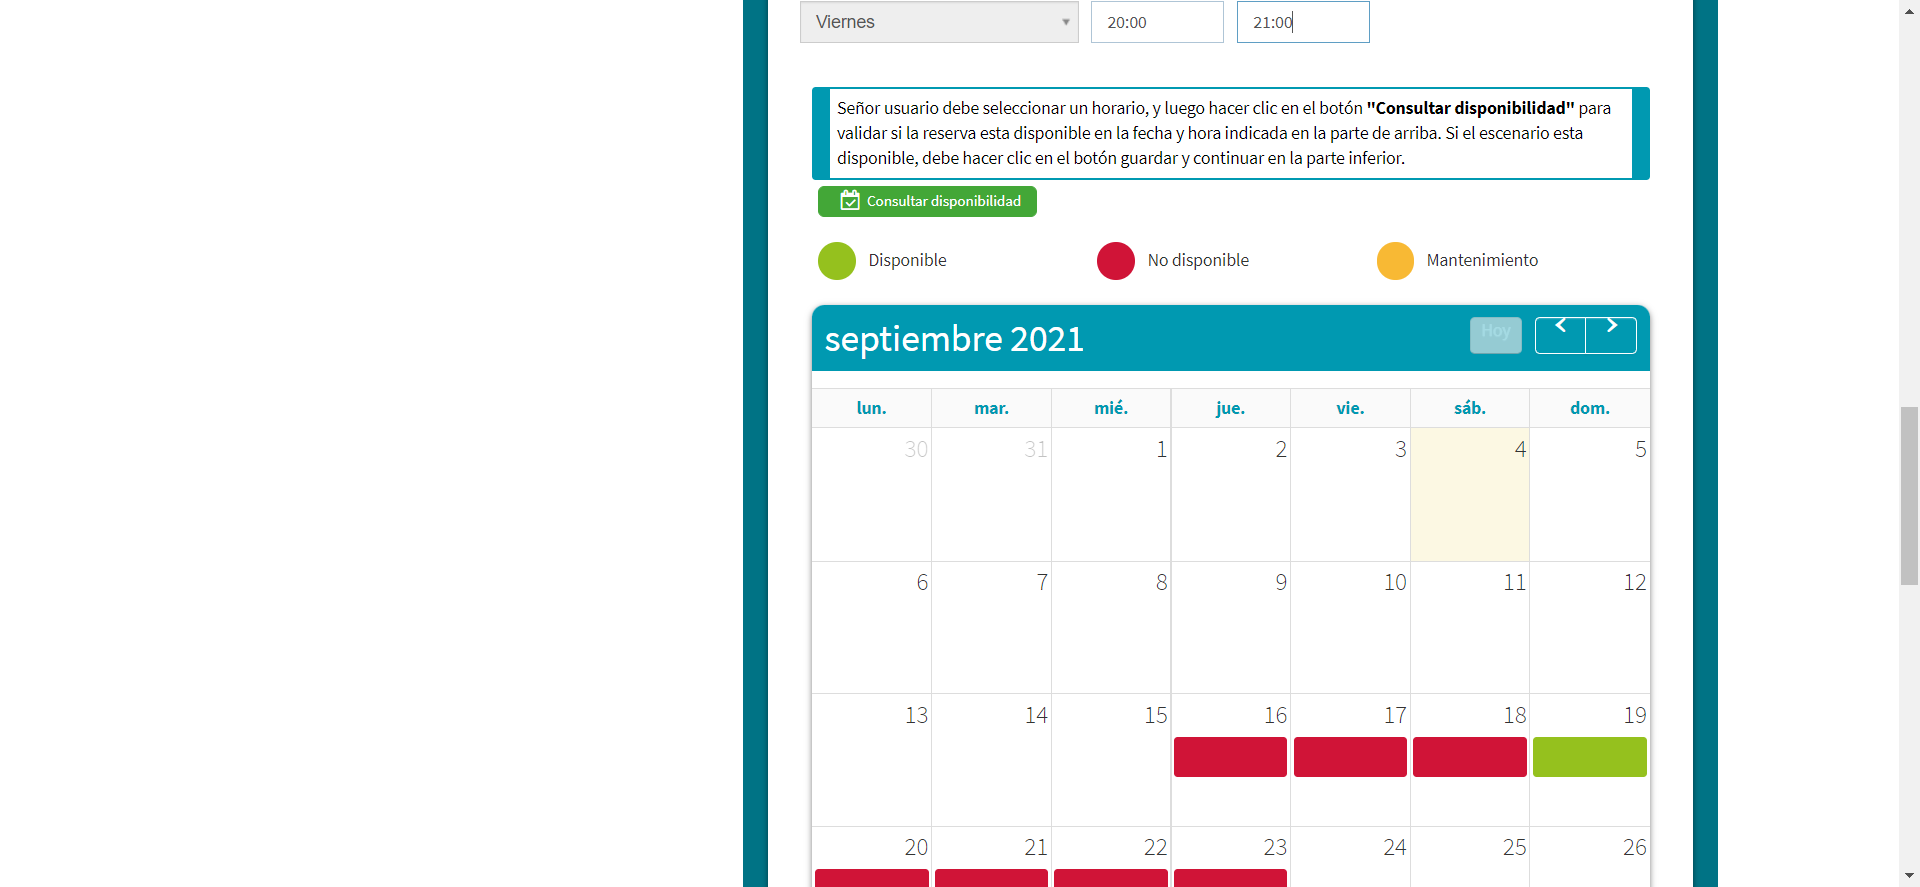 Viernes 20:00 21:00
Señor usuario debe seleccionar un horario, y luego hacer clic en el botón "Consultar disponibilidad" para
validar si la reserva esta disponible en la fecha y hora indicada en la parte de arriba. Si el escenario esta
disponible, debe hacer clic en el botón guardar y continuar en la parte inferior.
Consultar disponibilidad
Disponible No disponible Mantenimiento
septiembre 2021 Hoy
lun. mar. mié. jue. vie. sáb. dom.
30 31 1 2 3 4 5
6 7 8 9 10 11 12
13 14 15 16 17 18 19
20 21 22 23 24 25 26